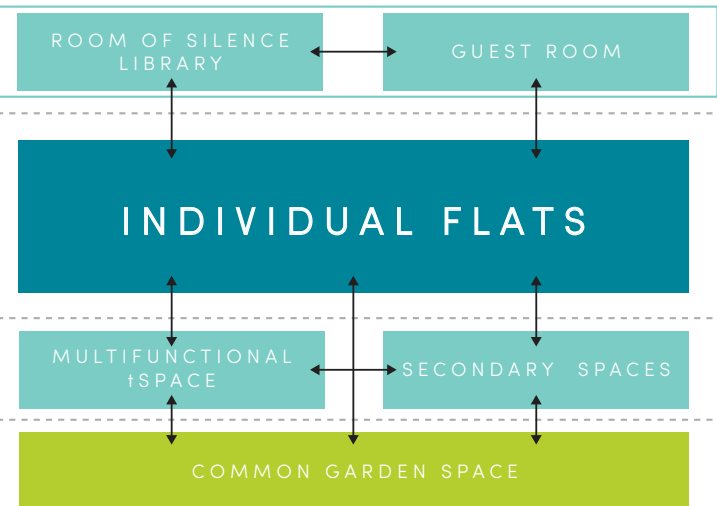 ROOM OF SILENCE
LIBRARY
GUEST ROOM
INDIVIDUAL FLATS
MULTIFUNCTIONAL
tSPACE
SECONDARY SPACES
COMMON GARDEN SPACE